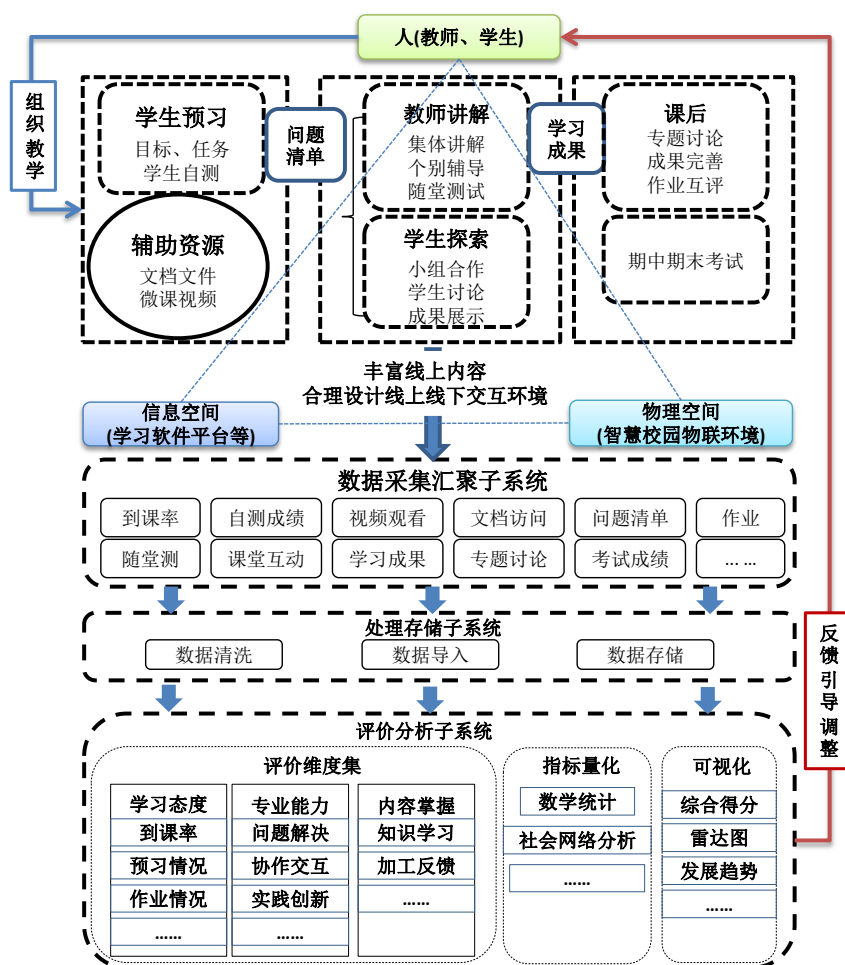 人(教师、学生)
组织教学
学生预习
目标、任务
学生自测
问题
清单
教师讲解
集体讲解
个别辅导
随堂测试
学习
成果
课后
专题讨论
成果完善
作业互评
辅助资源
文档文件
微课视频
学生探索
小组合作
学生讨论
成果展示
期中期末考试
丰富线上内容
合理设计线上线下交互环境
信息空间
(学习软件平台等)
物理空间
(智慧校园物联环境)
数据采集汇聚子系统
到课率
自测成绩
视频观看
文档访问
问题清单
作业
随堂测
课堂互动
学习成果
专题讨论
考试成绩
... ...
处理存储子系统
数据清洗
数据导入
数据存储
反馈引导调整
评价分析子系统
评价维度集
学习态度
到课率
预习情况
作业情况
……
专业能力
问题解决
协作交互
实践创新
……
内容掌握
知识学习
加工反馈
……
指标量化
数学统计
社会网络分析
……
可视化
综合得分
雷达图
发展趋势
……